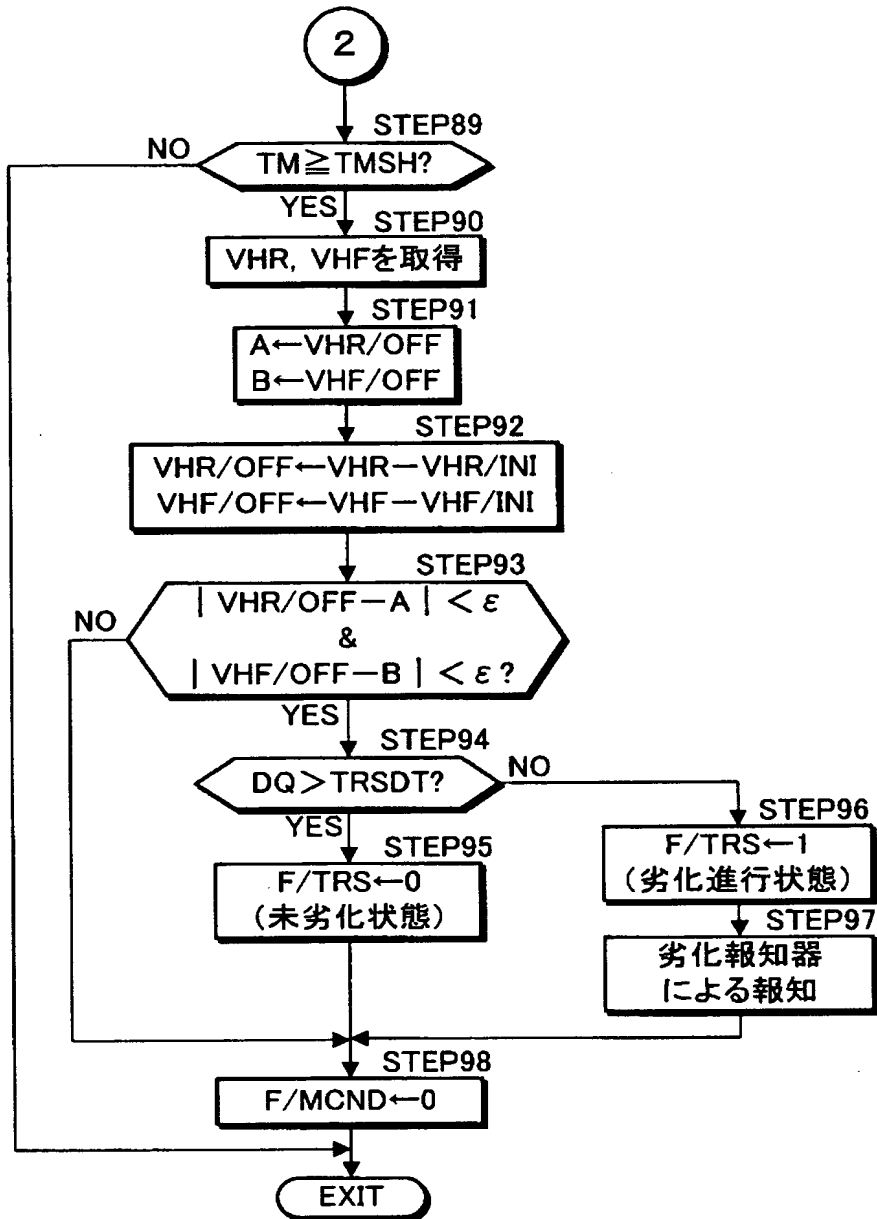 2
STEP89
NO
TM≧TMSH?
YES
STEP90
VHR, VHFを取得
STEP91
A←VHR/OFF
B←VHF/OFF
STEP92
VHR/OFF←VHR－VHR/INI
VHF/OFF←VHF－VHF/INI
STEP93
NO
| VHR/OFF－A | < ε
&
| VHF/OFF－B | < ε?
YES
STEP94
DQ＞TRSDT?
NO
YES
STEP95
F/TRS←0
(未劣化状態)
STEP96
F/TRS←1
(劣化進行状態)
STEP97
劣化報知器
による報知
STEP98
F/MCND←0
EXIT